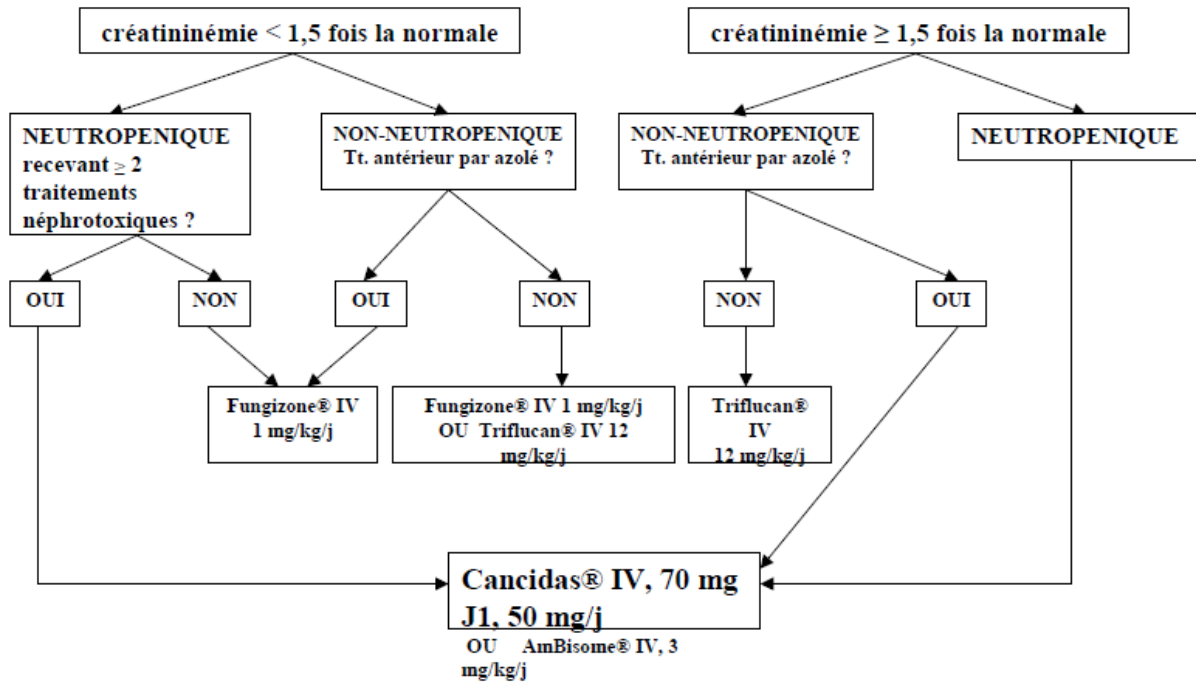 créatininémie < 1,5 fois la normale
créatininémie ≥ 1,5 fois la normale
NEUTROPENIQUE
recevant ≥ 2
traitements
néphrotoxiques ?
NON-NEUTROPENIQUE
Tt. antérieur par azolé ?
NON-NEUTROPENIQUE
Tt. antérieur par azolé ?
NEUTROPENIQUE
OUI
NON
OUI
NON
NON
OUI
Fungizone® IV
1 mg/kg/j
Fungizone® IV 1 mg/kg/j
OU Triflucan® IV 12
mg/kg/j
Triflucan®
IV
12 mg/kg/j
Cancidas® IV, 70 mg
J1, 50 mg/j
OU AmBisome® IV, 3
mg/kg/j